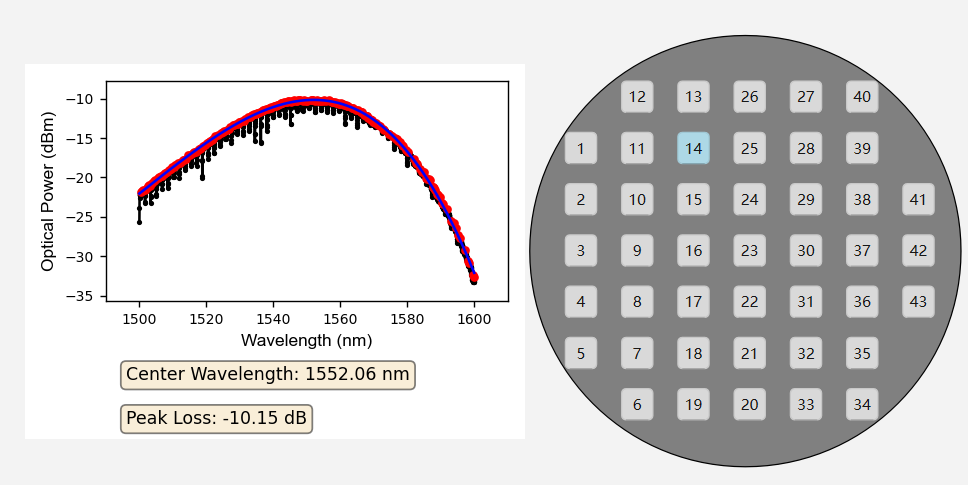 Optical Power (dBm)
−10
−15
−20
−25
−30
−35
1500 1520 1540 1560 1580 1600
Wavelength (nm)
Center Wavelength: 1552.06 nm
Peak Loss: -10.15 dB
12 13 26 27 40
1 11 14 25 28 39
2 10 15 24 29 38 41
3 9 16 23 30 37 42
4 8 17 22 31 36 43
5 7 18 21 32 35
6 19 20 33 34